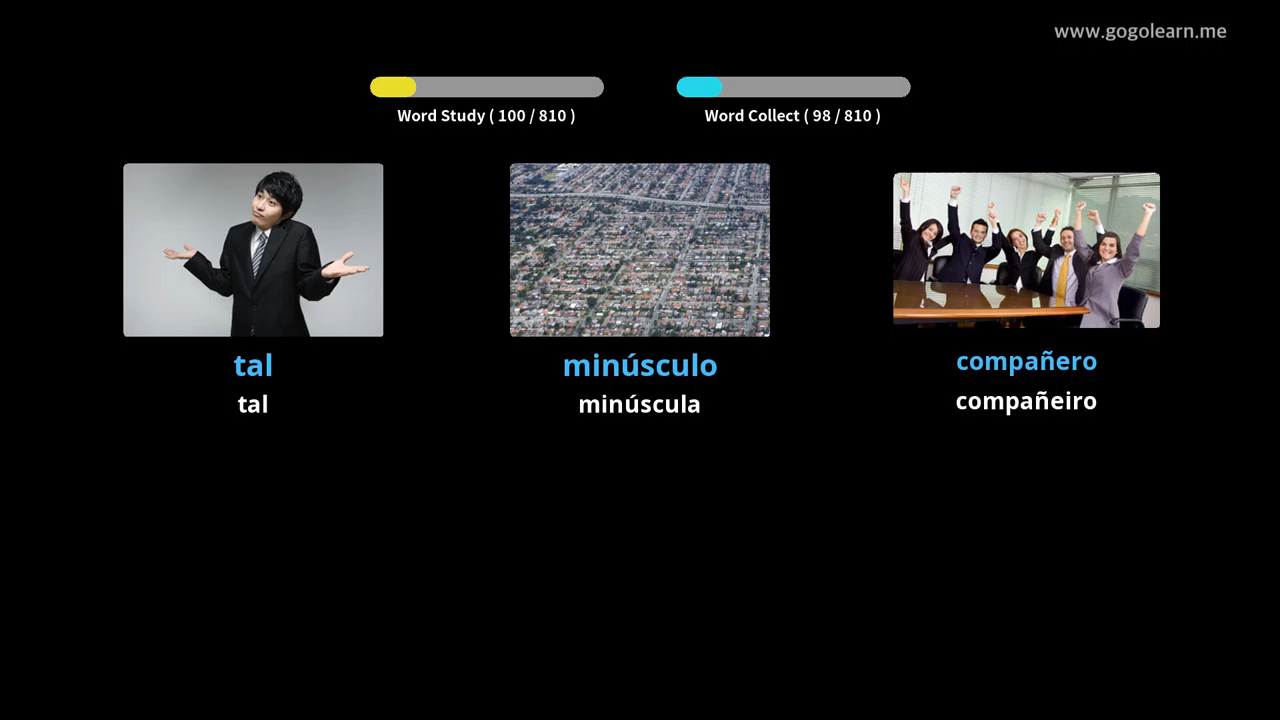 www.gogolearn.me
Word Study ( 100 / 810 )
Word Collect ( 98 / 810 )
tal
tal
minúsculo
minúscula
compañero
compañeiro